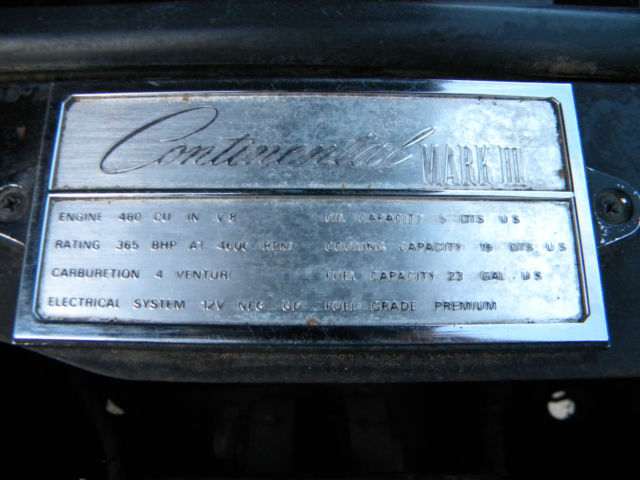 Continental MARK III
ENGINE 460 CU IN V8 OIL CAPACITY 5 QTS U S
RATING 365 BHP AT 4600 RPM COOLING CAPACITY 19 QTS U S
CARBURETION 4 VENTURI FUEL CAPACITY 23 GAL U S
ELECTRICAL SYSTEM 12V NEG GD FUEL GRADE PREMIUM